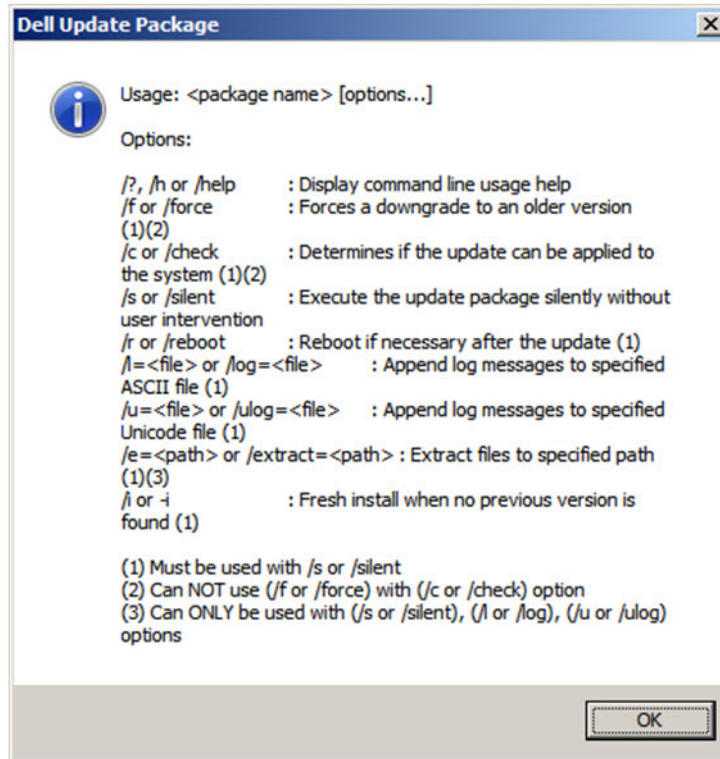 Dell Update Package
Usage: <package name> [options...]
Options:
/?, /h or /help : Display command line usage help
/f or /force : Forces a downgrade to an older version
(1)(2)
/c or /check : Determines if the update can be applied to
the system (1)(2)
/s or /silent : Execute the update package silently without
user intervention
/r or /reboot : Reboot if necessary after the update (1)
/l=<file> or /log=<file> : Append log messages to specified
ASCII file (1)
/u=<file> or /ulog=<file> : Append log messages to specified
Unicode file (1)
/e=<path> or /extract=<path> : Extract files to specified path
(1)(3)
/i or -i : Fresh install when no previous version is
found (1)
(1) Must be used with /s or /silent
(2) Can NOT use (/f or /force) with (/c or /check) option
(3) Can ONLY be used with (/s or /silent), (/l or /log), (/u or /ulog)
options
OK